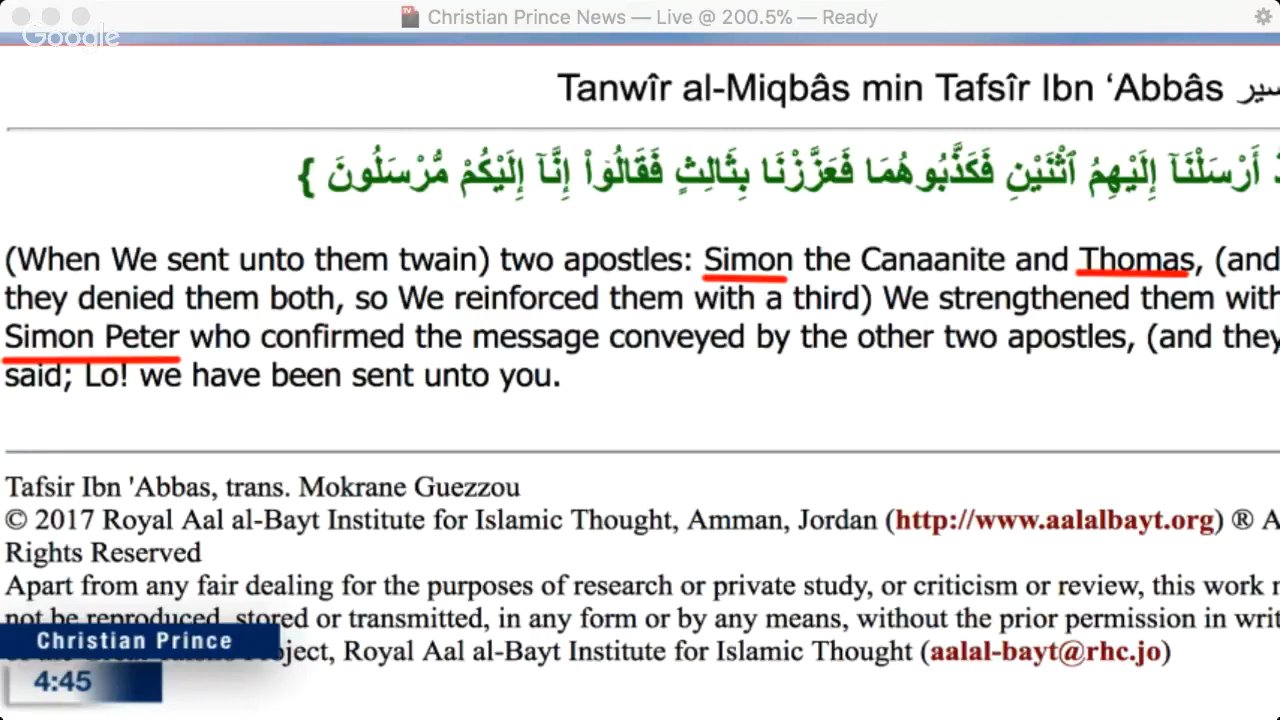 Christian Prince News — Live @ 200.5% — Ready
Google
Tanwîr al-Miqbâs min Tafsîr Ibn ‘Abbâs
أَرْسَلْنَآ إِلَيْهِمُ ٱثْنَيْنِ فَكَذَّبُوهُمَا فَعَزَّزْنَا بِثَالِثٍ فَقَالُوۤاْ إِنَّآ إِلَيْكُمْ مُّرْسَلُونَ }
(When We sent unto them twain) two apostles: Simon the Canaanite and Thomas, (and
they denied them both, so We reinforced them with a third) We strengthened them with
Simon Peter who confirmed the message conveyed by the other two apostles, (and they
said; Lo! we have been sent unto you.
Tafsir Ibn 'Abbas, trans. Mokrane Guezzou
© 2017 Royal Aal al-Bayt Institute for Islamic Thought, Amman, Jordan (http://www.aalalbayt.org) ® A
Rights Reserved
Apart from any fair dealing for the purposes of research or private study, or criticism or review, this work
not be reproduced, stored or transmitted, in any form or by any means, without the prior permission in writ
Christian Prince
Royal Aal al-Bayt Institute for Islamic Thought (aalal-bayt@rhc.jo)
4:45